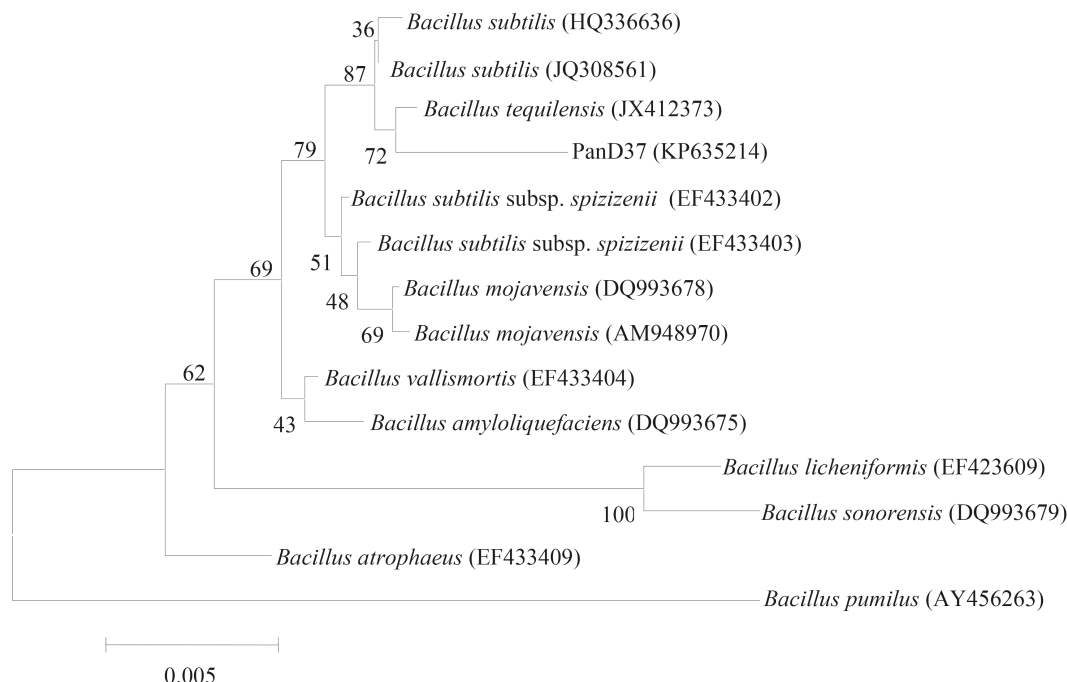 36
Bacillus subtilis (HQ336636)
87
Bacillus subtilis (JQ308561)
Bacillus tequilensis (JX412373)
79
72
PanD37 (KP635214)
Bacillus subtilis subsp. spizizenii (EF433402)
Bacillus subtilis subsp. spizizenii (EF433403)
69
51
Bacillus mojavensis (DQ993678)
48
69
Bacillus mojavensis (AM948970)
62
Bacillus vallismortis (EF433404)
43
Bacillus amyloliquefaciens (DQ993675)
Bacillus licheniformis (EF423609)
100
Bacillus sonorensis (DQ993679)
Bacillus atrophaeus (EF433409)
Bacillus pumilus (AY456263)
0.005